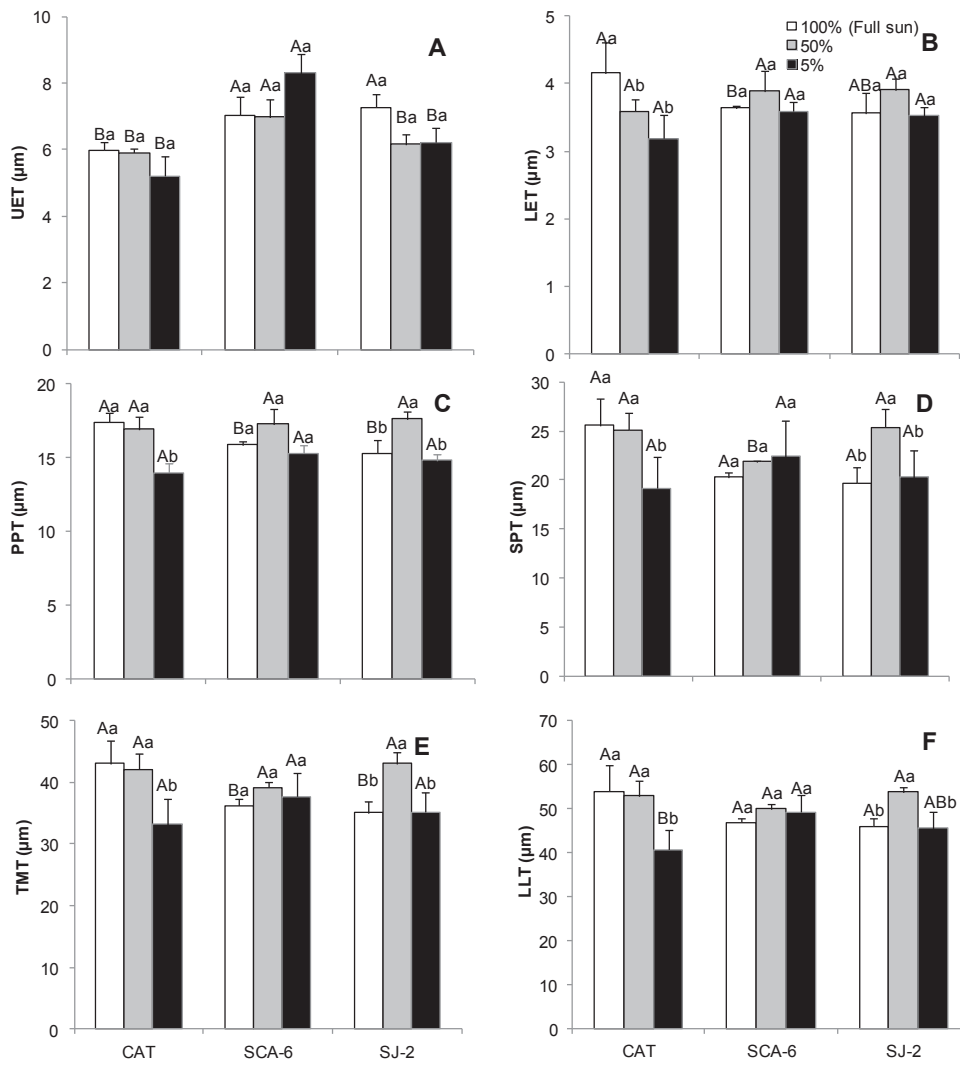 A
UET (µm)
10
8
6
4
2
0
Ba Ba Ba
Aa Aa Aa
Aa Ba Ba
B
100% (Full sun)
50%
5%
LET (µm)
5
4
3
2
1
0
Aa Ab Ab
Ba Aa Aa
ABa Aa Aa
C
PPT (µm)
20
15
10
5
0
Aa Aa Ab
Ba Aa Aa
Bb Aa Ab
D
SPT (µm)
30
25
20
15
10
5
0
Aa Aa Ab
Aa Ba Aa
Ab Aa Ab
E
TMT (µm)
50
40
30
20
10
0
Aa Aa Ab
Ba Aa Aa
Bb Aa Ab
CAT SCA-6 SJ-2
F
LLT (µm)
70
60
50
40
30
20
10
0
Aa Aa Bb
Aa Aa Aa
Ab Aa ABb
CAT SCA-6 SJ-2